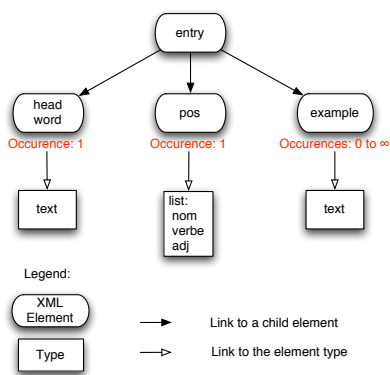 entry
head
word
pos
example
Occurence: 1
Occurence: 1
Occurences: 0 to ∞
text
list:
nom
verbe
adj
text
Legend:
XML
Element
Link to a child element
Type
Link to the element type